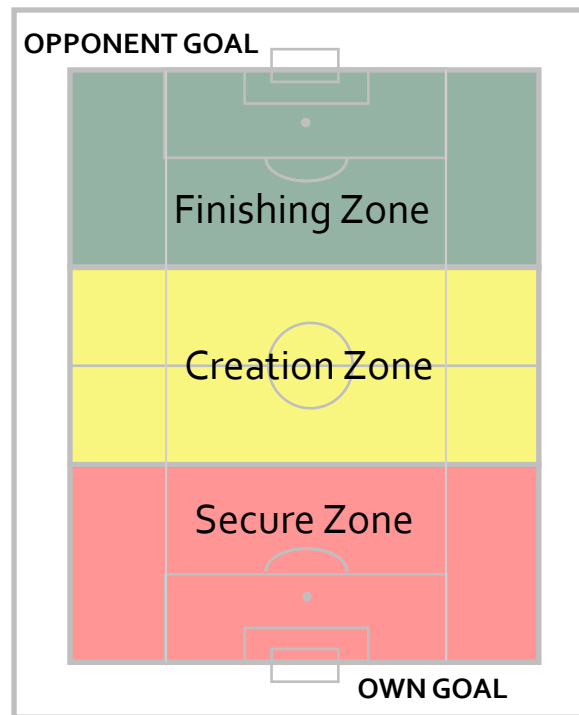 OPPONENT GOAL
Finishing Zone
Creation Zone
Secure Zone
OWN GOAL